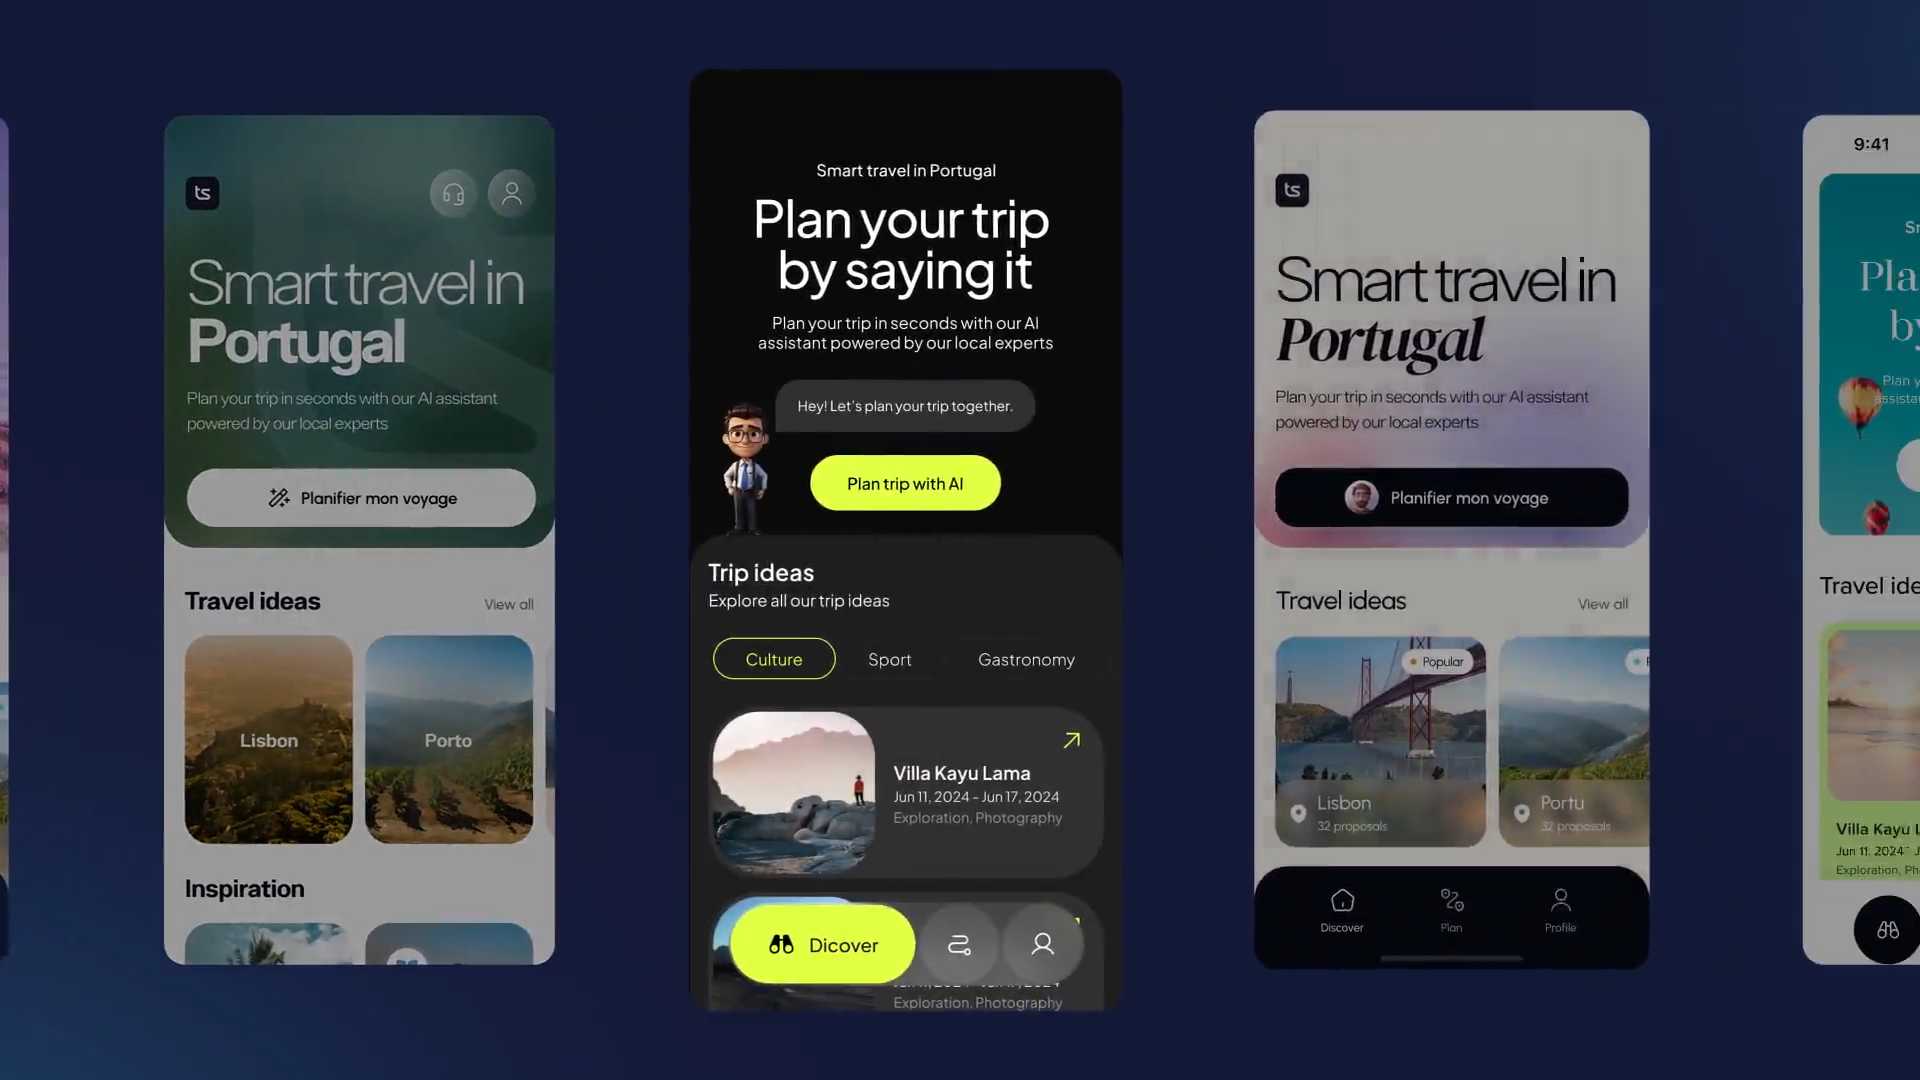 ts
Smart travel in
Portugal
Plan your trip in seconds with our AI assistant
powered by our local experts
Planifier mon voyage
Travel ideas
View all
Lisbon
Porto
Inspiration
Smart travel in Portugal
Plan your trip
by saying it
Plan your trip in seconds with our AI
assistant powered by our local experts
Hey! Let's plan your trip together.
Plan trip with AI
Trip ideas
Explore all our trip ideas
Culture
Sport
Gastronomy
Villa Kayu Lama
Jun 11, 2024 - Jun 17, 2024
Exploration, Photography
Dicover
Exploration, Photography
ts
Smart travel in
Portugal
Plan your trip in seconds with our AI assistant
powered by our local experts
Planifier mon voyage
Travel ideas
View all
Popular
Lisbon
32 proposals
Portu
32 proposals
Discover
Plan
Profile
9:41
Pla
by
Plan y
assista
Travel ide
Villa Kayu L
Jun 11, 2024 - J
Exploration, Ph